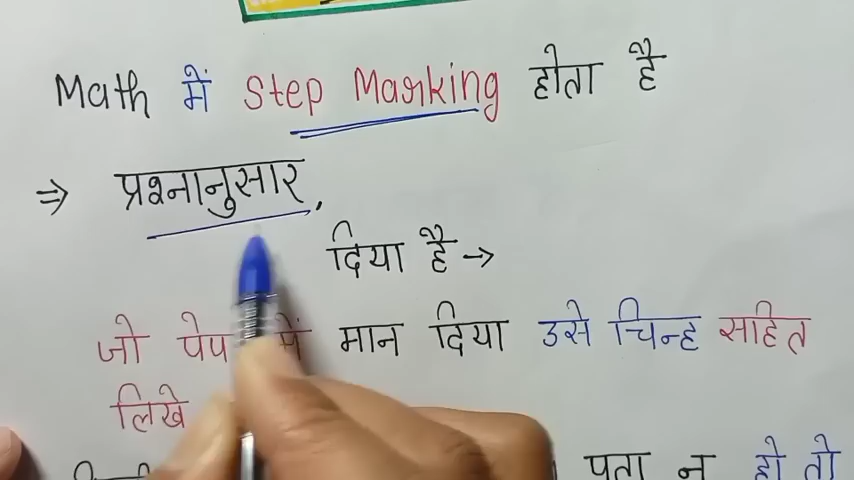 Math में Step Marking होता है
⇒ प्रश्नानुसार,
दिया है →
जो में मान दिया उसे चिन्ह सहित
लिखे
पता न हो तो